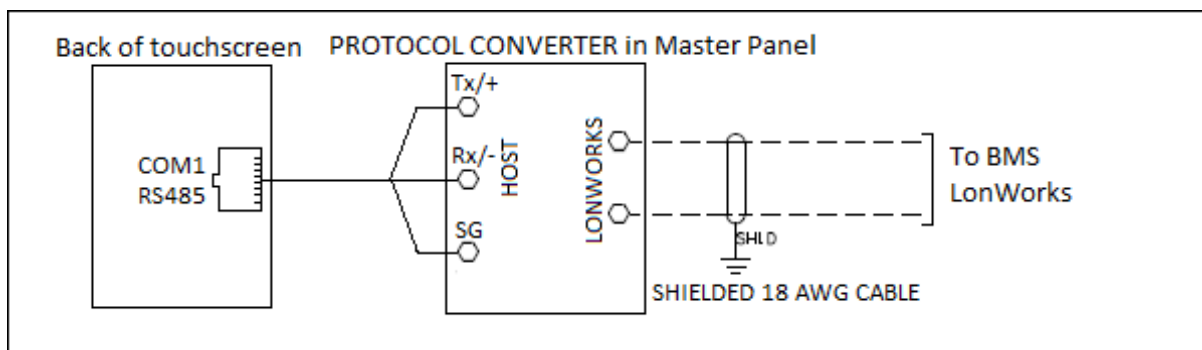 Back of touchscreen
PROTOCOL CONVERTER in Master Panel
COM1
RS485
Tx/+
Rx/-
SG
HOST
LONWORKS
SHLD
SHIELDED 18 AWG CABLE
To BMS
LonWorks